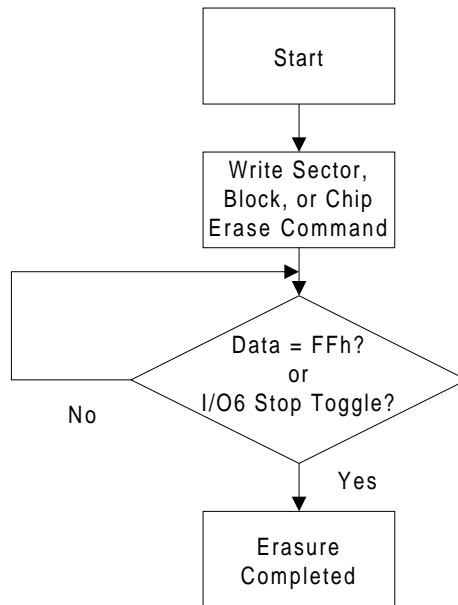 Start
Write Sector,
Block, or Chip
Erase Command
Data = FFh?
or
I/O6 Stop Toggle?
No
Yes
Erasure
Completed